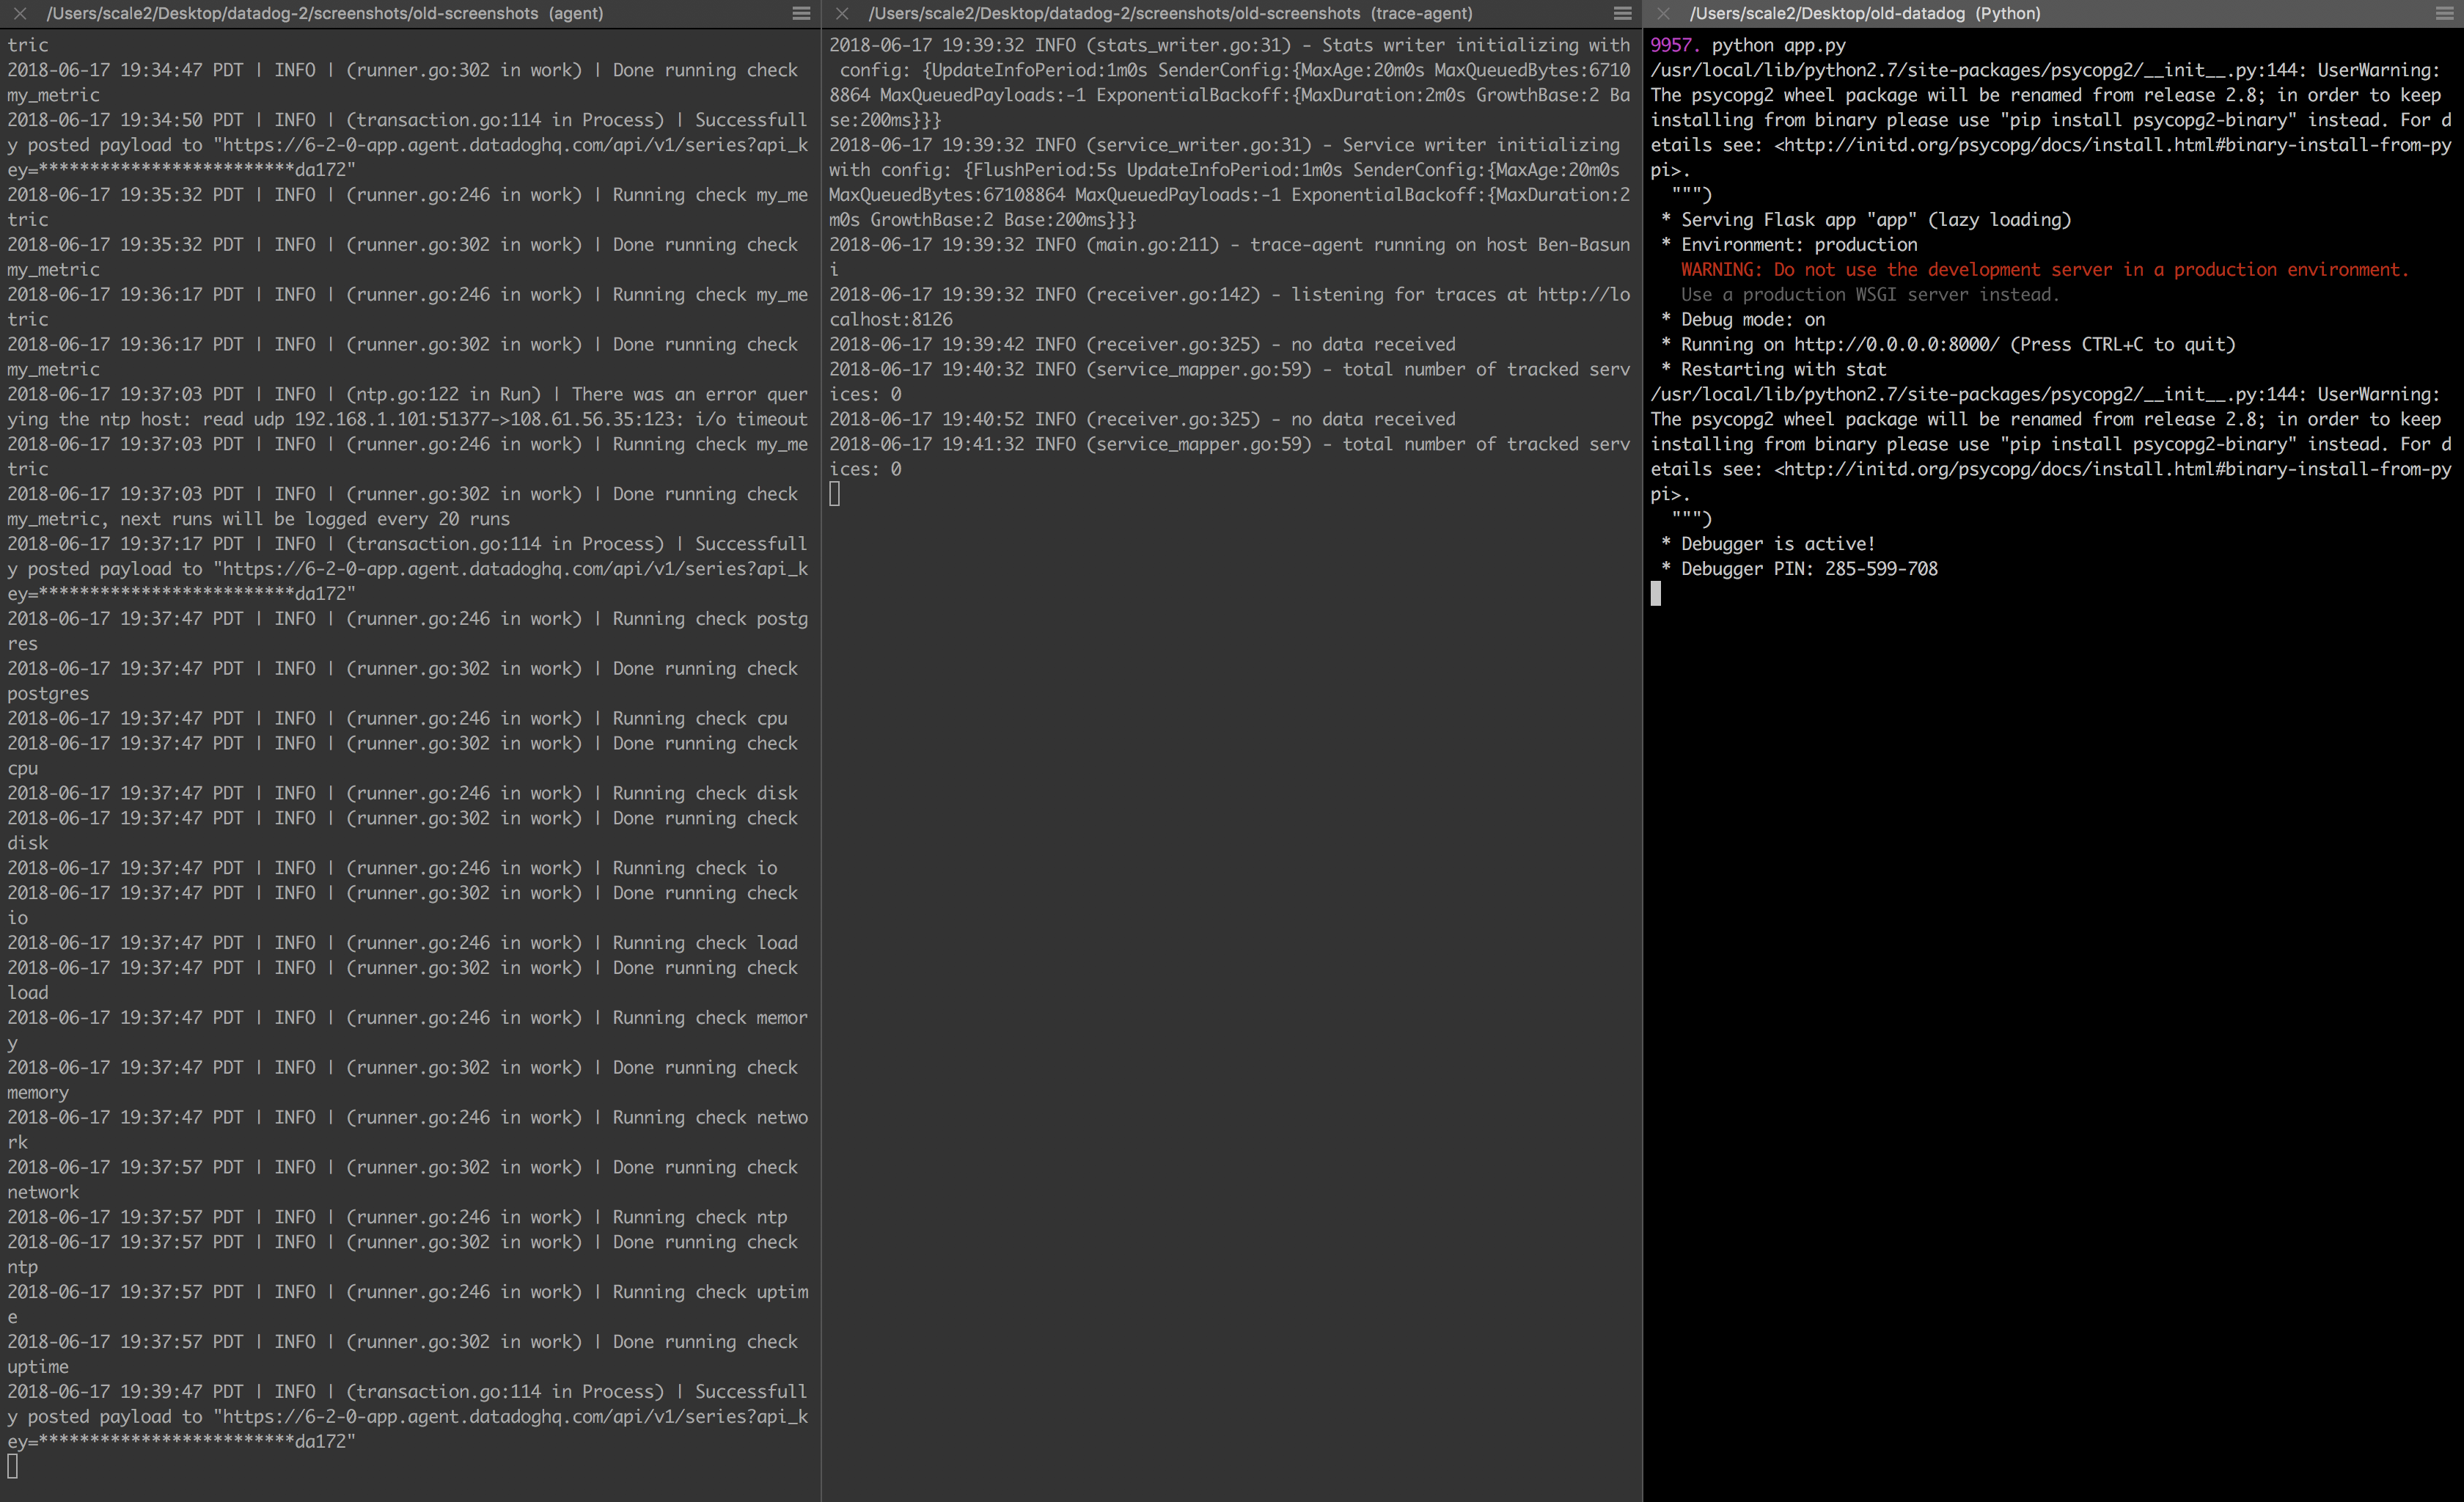 /Users/scale2/Desktop/datadog-2/screenshots/old-screenshots (agent)
tric
2018-06-17 19:34:47 PDT | INFO | (runner.go:302 in work) | Done running check
my_metric
2018-06-17 19:34:50 PDT | INFO | (transaction.go:114 in Process) | Successfull
y posted payload to "https://6-2-0-app.agent.datadoghq.com/api/v1/series?api_k
ey=*************************da172"
2018-06-17 19:35:32 PDT | INFO | (runner.go:246 in work) | Running check my_me
tric
2018-06-17 19:35:32 PDT | INFO | (runner.go:302 in work) | Done running check
my_metric
2018-06-17 19:36:17 PDT | INFO | (runner.go:246 in work) | Running check my_me
tric
2018-06-17 19:36:17 PDT | INFO | (runner.go:302 in work) | Done running check
my_metric
2018-06-17 19:37:03 PDT | INFO | (ntp.go:122 in Run) | There was an error quer
ying the ntp host: read udp 192.168.1.101:51377->108.61.56.35:123: i/o timeout
2018-06-17 19:37:03 PDT | INFO | (runner.go:246 in work) | Running check my_me
tric
2018-06-17 19:37:03 PDT | INFO | (runner.go:302 in work) | Done running check
my_metric, next runs will be logged every 20 runs
2018-06-17 19:37:17 PDT | INFO | (transaction.go:114 in Process) | Successfull
y posted payload to "https://6-2-0-app.agent.datadoghq.com/api/v1/series?api_k
ey=*************************da172"
2018-06-17 19:37:47 PDT | INFO | (runner.go:246 in work) | Running check postg
res
2018-06-17 19:37:47 PDT | INFO | (runner.go:302 in work) | Done running check
postgres
2018-06-17 19:37:47 PDT | INFO | (runner.go:246 in work) | Running check cpu
2018-06-17 19:37:47 PDT | INFO | (runner.go:302 in work) | Done running check
cpu
2018-06-17 19:37:47 PDT | INFO | (runner.go:246 in work) | Running check disk
2018-06-17 19:37:47 PDT | INFO | (runner.go:302 in work) | Done running check
disk
2018-06-17 19:37:47 PDT | INFO | (runner.go:246 in work) | Running check io
2018-06-17 19:37:47 PDT | INFO | (runner.go:302 in work) | Done running check
io
2018-06-17 19:37:47 PDT | INFO | (runner.go:246 in work) | Running check load
2018-06-17 19:37:47 PDT | INFO | (runner.go:302 in work) | Done running check
load
2018-06-17 19:37:47 PDT | INFO | (runner.go:246 in work) | Running check memor
y
2018-06-17 19:37:47 PDT | INFO | (runner.go:302 in work) | Done running check
memory
2018-06-17 19:37:47 PDT | INFO | (runner.go:246 in work) | Running check netwo
rk
2018-06-17 19:37:57 PDT | INFO | (runner.go:302 in work) | Done running check
network
2018-06-17 19:37:57 PDT | INFO | (runner.go:246 in work) | Running check ntp
2018-06-17 19:37:57 PDT | INFO | (runner.go:302 in work) | Done running check
ntp
2018-06-17 19:37:57 PDT | INFO | (runner.go:246 in work) | Running check uptim
e
2018-06-17 19:37:57 PDT | INFO | (runner.go:302 in work) | Done running check
uptime
2018-06-17 19:39:47 PDT | INFO | (transaction.go:114 in Process) | Successfull
y posted payload to "https://6-2-0-app.agent.datadoghq.com/api/v1/series?api_k
ey=*************************da172"
/Users/scale2/Desktop/datadog-2/screenshots/old-screenshots (trace-agent)
2018-06-17 19:39:32 INFO (stats_writer.go:31) - Stats writer initializing with
 config: {UpdateInfoPeriod:1m0s SenderConfig:{MaxAge:20m0s MaxQueuedBytes:6710
8864 MaxQueuedPayloads:-1 ExponentialBackoff:{MaxDuration:2m0s GrowthBase:2 Ba
se:200ms}}}
2018-06-17 19:39:32 INFO (service_writer.go:31) - Service writer initializing
with config: {FlushPeriod:5s UpdateInfoPeriod:1m0s SenderConfig:{MaxAge:20m0s
MaxQueuedBytes:67108864 MaxQueuedPayloads:-1 ExponentialBackoff:{MaxDuration:2
m0s GrowthBase:2 Base:200ms}}}
2018-06-17 19:39:32 INFO (main.go:211) - trace-agent running on host Ben-Basun
i
2018-06-17 19:39:32 INFO (receiver.go:142) - listening for traces at http://lo
calhost:8126
2018-06-17 19:39:42 INFO (receiver.go:325) - no data received
2018-06-17 19:40:32 INFO (service_mapper.go:59) - total number of tracked serv
ices: 0
2018-06-17 19:40:52 INFO (receiver.go:325) - no data received
2018-06-17 19:41:32 INFO (service_mapper.go:59) - total number of tracked serv
ices: 0
/Users/scale2/Desktop/old-datadog (Python)
9957. python app.py
/usr/local/lib/python2.7/site-packages/psycopg2/__init__.py:144: UserWarning:
The psycopg2 wheel package will be renamed from release 2.8; in order to keep
installing from binary please use "pip install psycopg2-binary" instead. For d
etails see: <http://initd.org/psycopg/docs/install.html#binary-install-from-py
pi>.
  """)
 * Serving Flask app "app" (lazy loading)
 * Environment: production
   WARNING: Do not use the development server in a production environment.
   Use a production WSGI server instead.
 * Debug mode: on
 * Running on http://0.0.0.0:8000/ (Press CTRL+C to quit)
 * Restarting with stat
/usr/local/lib/python2.7/site-packages/psycopg2/__init__.py:144: UserWarning:
The psycopg2 wheel package will be renamed from release 2.8; in order to keep
installing from binary please use "pip install psycopg2-binary" instead. For d
etails see: <http://initd.org/psycopg/docs/install.html#binary-install-from-py
pi>.
  """)
 * Debugger is active!
 * Debugger PIN: 285-599-708